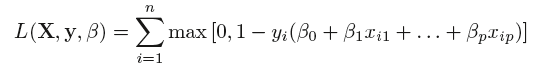 L(X, y, β) = ∑_{i=1}^{n} max [0, 1 − y_i(β_0 + β_1x_{i1} + . . . + β_px_{ip})]